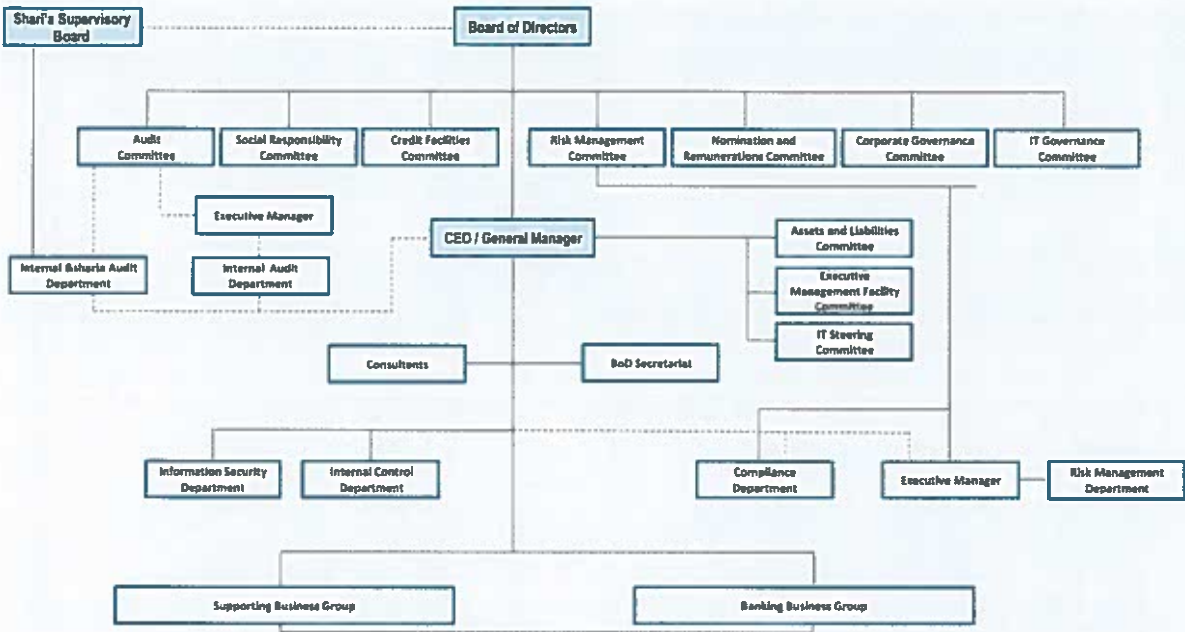 Shari'a Supervisory
Board
Board of Directors
Audit
Committee
Social Responsibility
Committee
Credit Facilities
Committee
Risk Management
Committee
Nomination and
Remunerations Committee
Corporate Governance
Committee
IT Governance
Committee
Executive Manager
CEO / General Manager
Assets and Liabilities
Committee
Internal Asharia Audit
Department
Internal Audit
Department
Executive
Management Facility
Committee
IT Steering
Committee
Consultants
BoD Secretarial
Information Security
Department
Internal Control
Department
Compliance
Department
Executive Manager
Risk Management
Department
Supporting Business Group
Banking Business Group